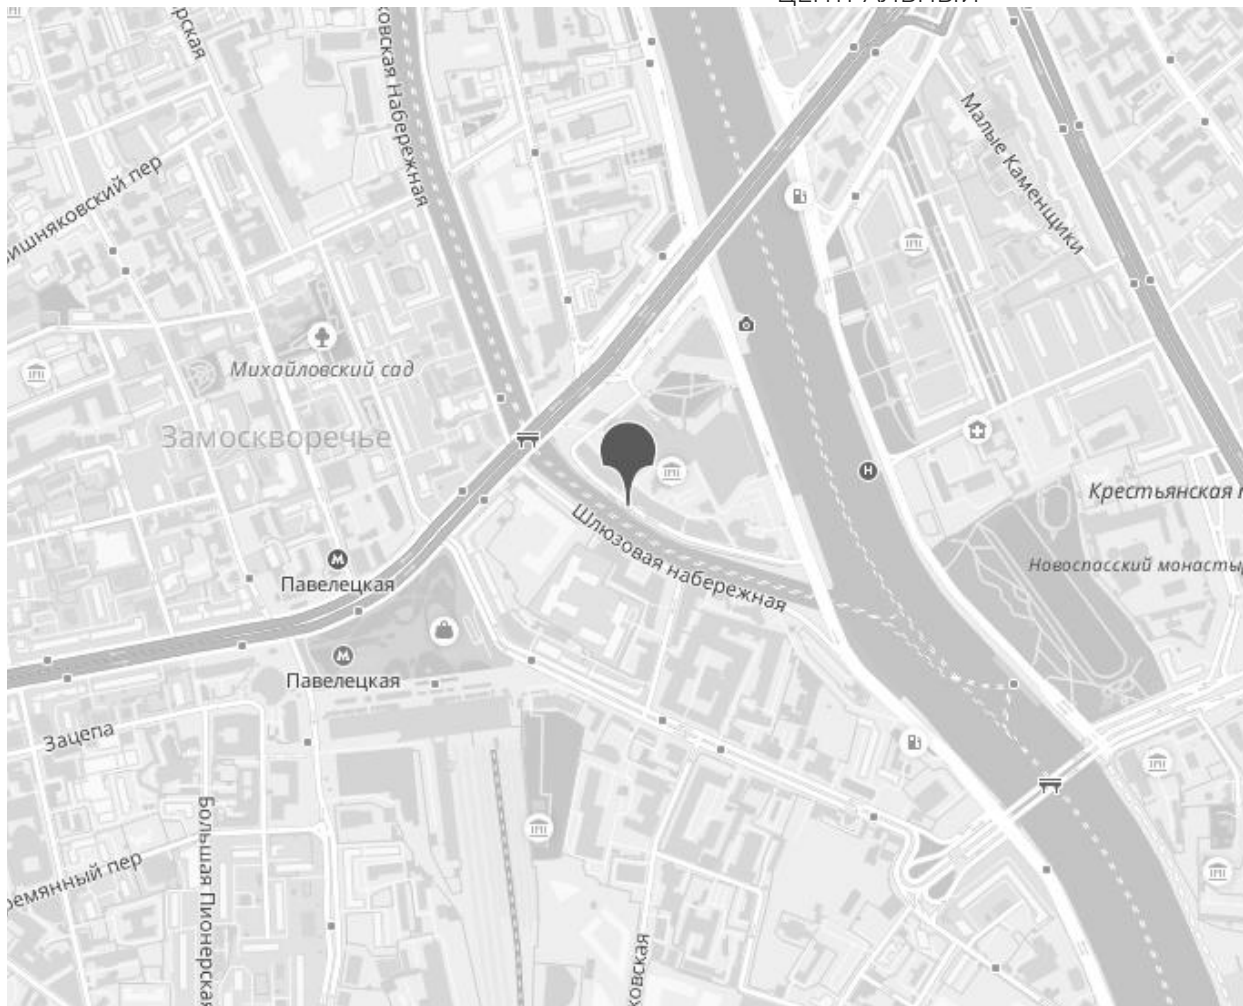 ЦЕНТРАЛЬНЫЙ
ковская Набережная
Малые Каменщики
ишняковский пер
Михайловский сад
Замоскворечье
Крестьянская
Шлюзовая набережная
Новоспасский монасты
Павелецкая
Павелецкая
Зацепа
Большая Пионерская
ремянный пер
ковская